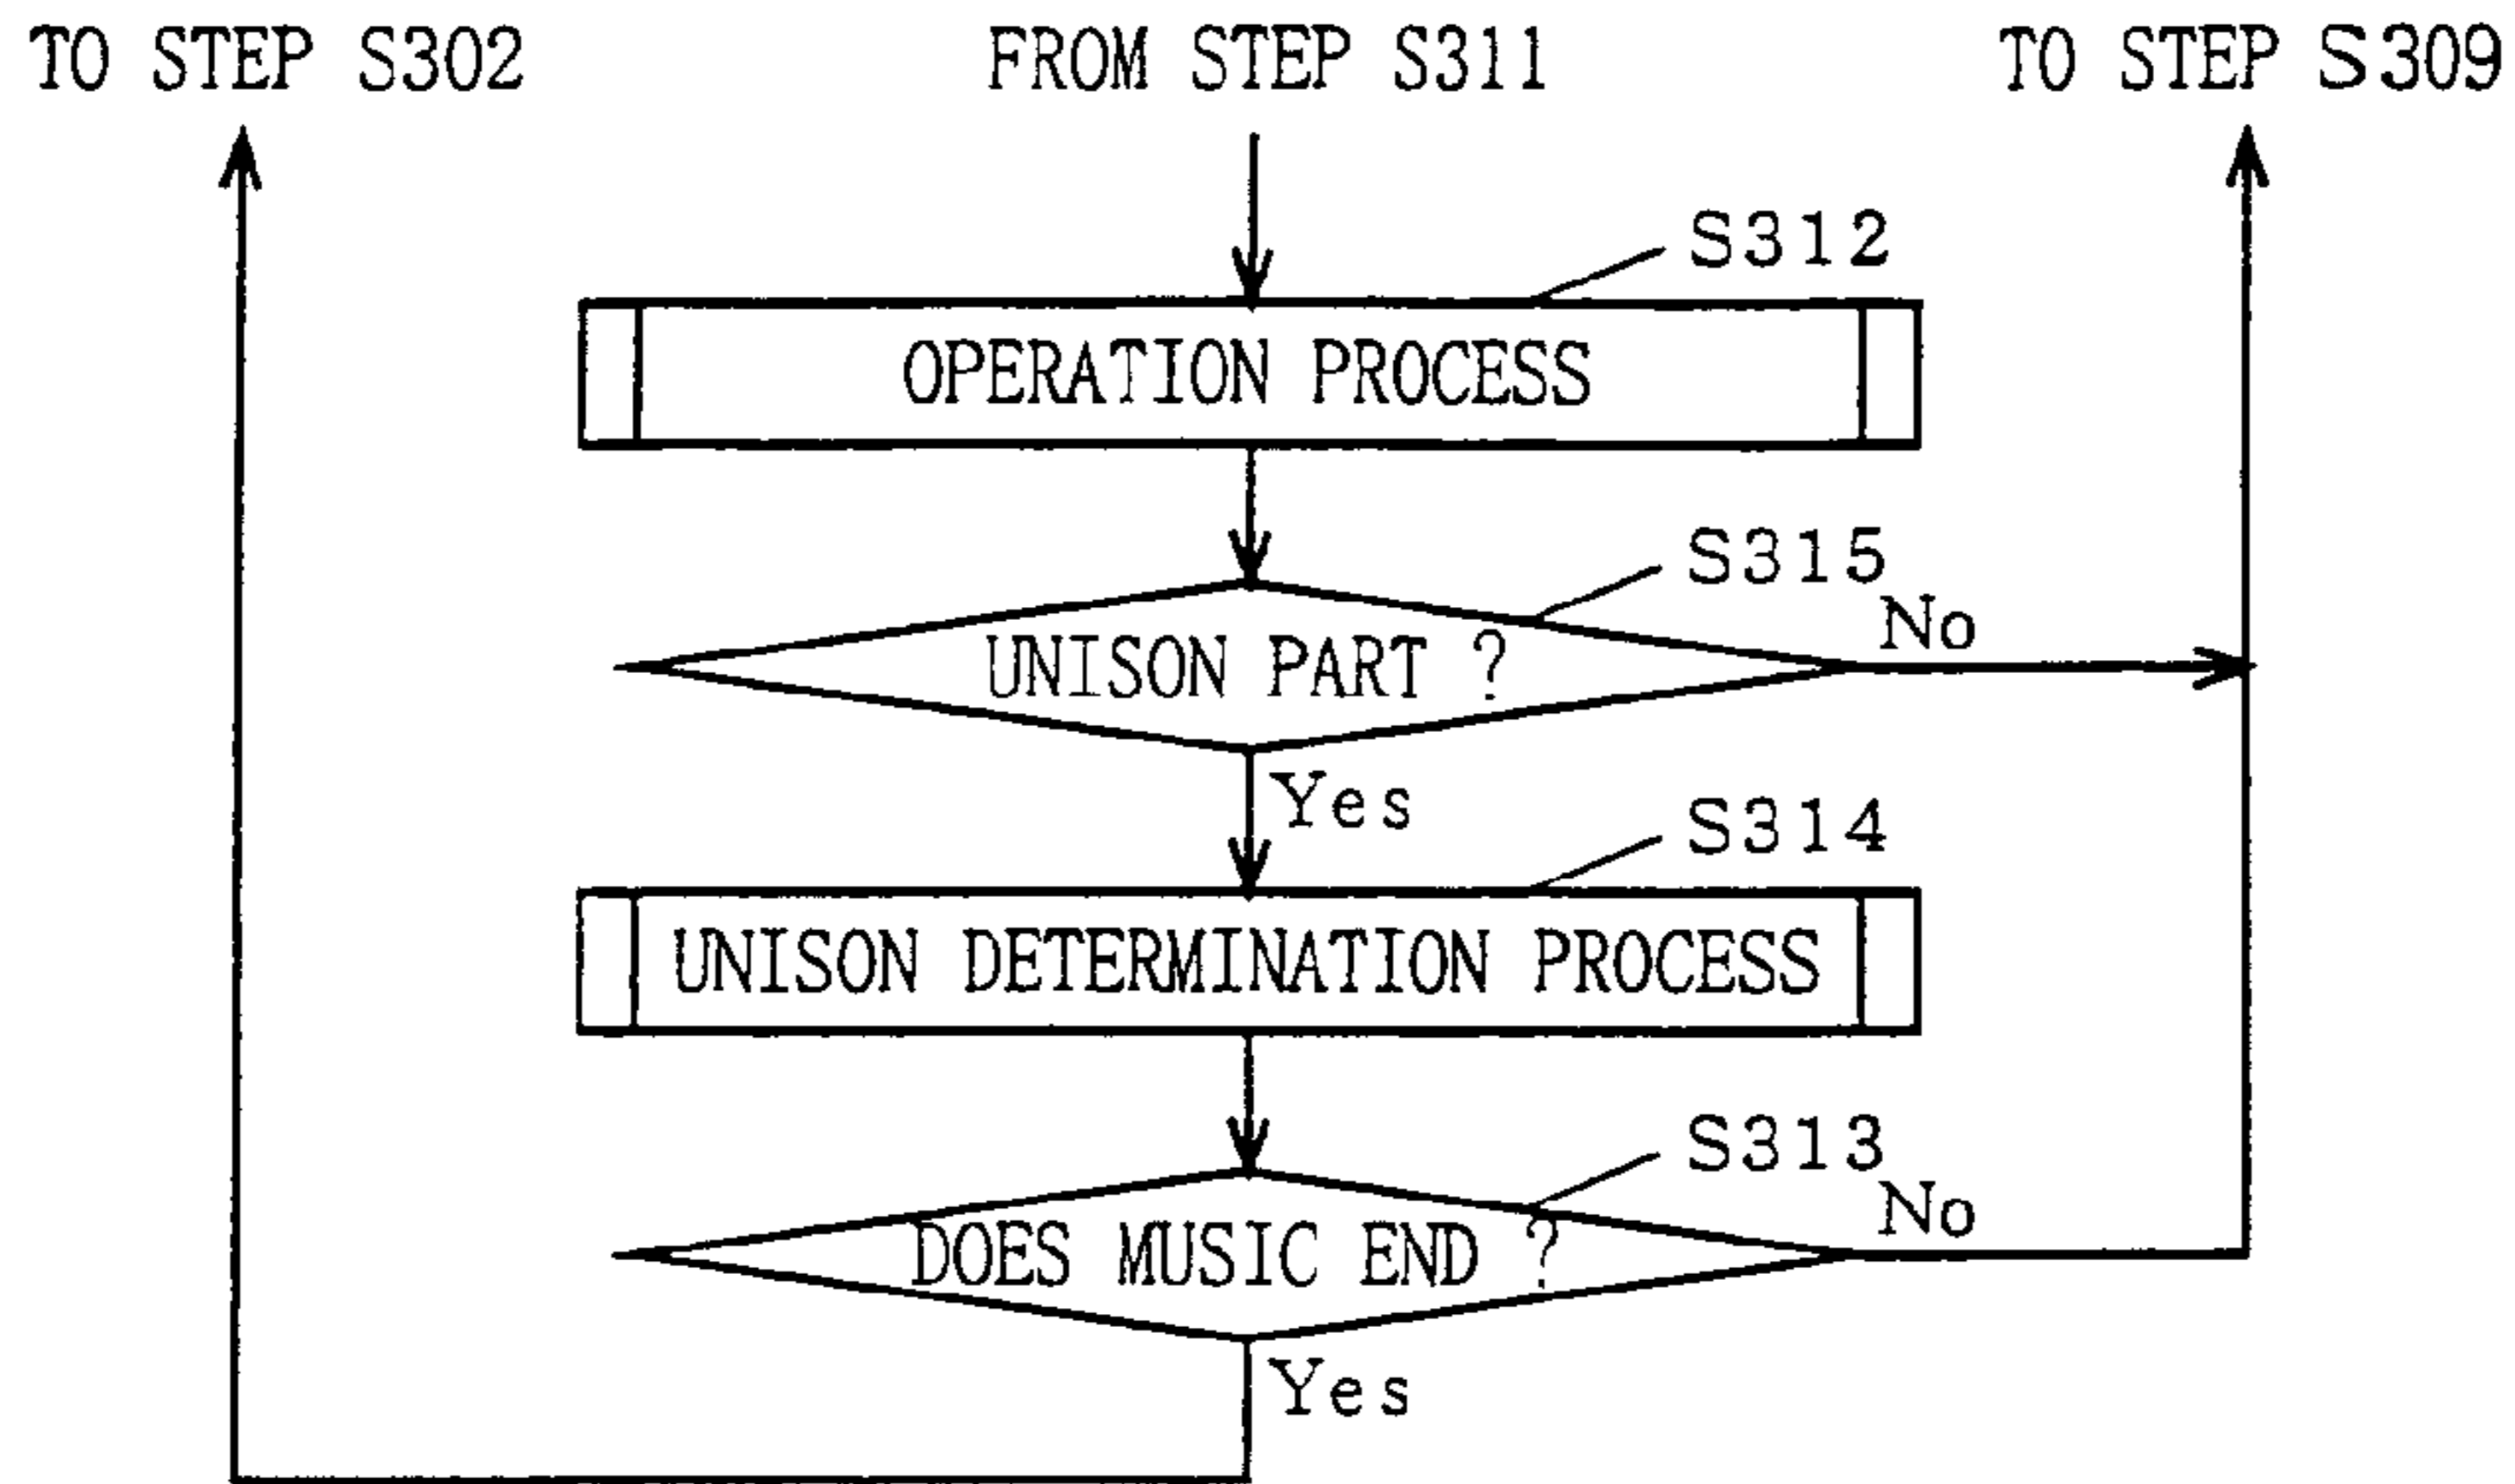 TO STEP S302
FROM STEP S311
TO STEP S309
S312
OPERATION PROCESS
S315
UNISON PART ?
No
Yes
S314
UNISON DETERMINATION PROCESS
S313
DOES MUSIC END ?
No
Yes